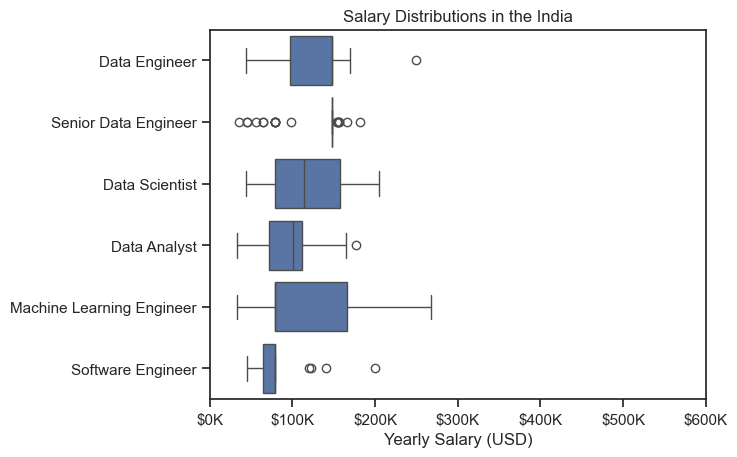 Salary Distributions in the India
Data Engineer
Senior Data Engineer
Data Scientist
Data Analyst
Machine Learning Engineer
Software Engineer
$0K $100K $200K $300K $400K $500K $600K
Yearly Salary (USD)